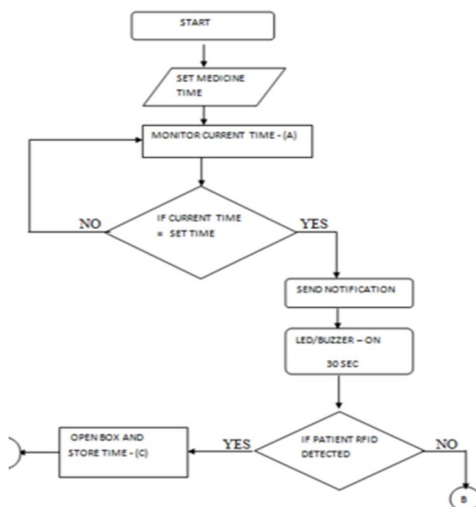 START
SET MEDICINE
TIME
MONITOR CURRENT TIME - (A)
IF CURRENT TIME
= SET TIME
NO
YES
SEND NOTIFICATION
LED/BUZZER – ON
30 SEC
IF PATIENT RFID
DETECTED
YES
NO
OPEN BOX AND
STORE TIME - (C)
B